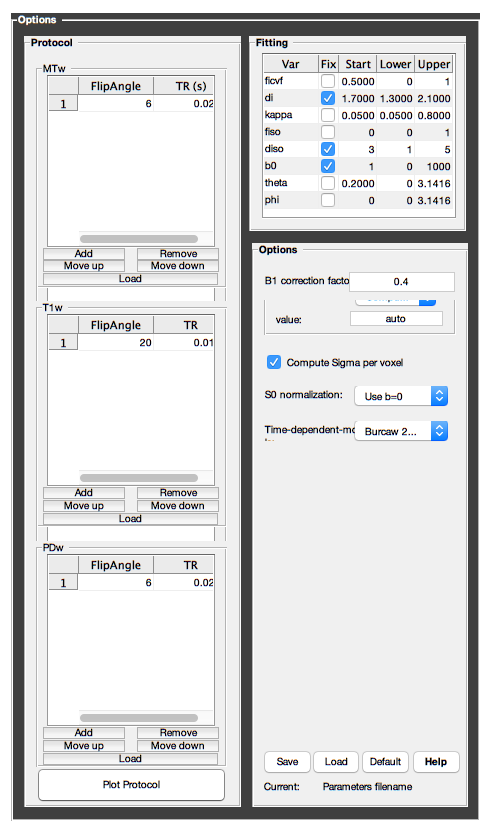 Options
Protocol
MTw
FlipAngle TR (s)
1 6 0.02
Add Remove
Move up Move down
Load
T1w
FlipAngle TR
1 20 0.01
Add Remove
Move up Move down
Load
PDw
FlipAngle TR
1 6 0.02
Add Remove
Move up Move down
Load
Plot Protocol
Fitting
Var Fix Start Lower Upper
ficvf 0.5000 0 1
di 1.7000 1.3000 2.1000
kappa 0.0500 0.0500 0.8000
fiso 0 0 1
diso 3 1 5
b0 1 0 1000
theta 0.2000 0 3.1416
phi 0 0 3.1416
Options
B1 correction facto 0.4
value: auto
Compute Sigma per voxel
S0 normalization: Use b=0
Time-dependent-mo Burcaw 2...
Save Load Default Help
Current: Parameters filename